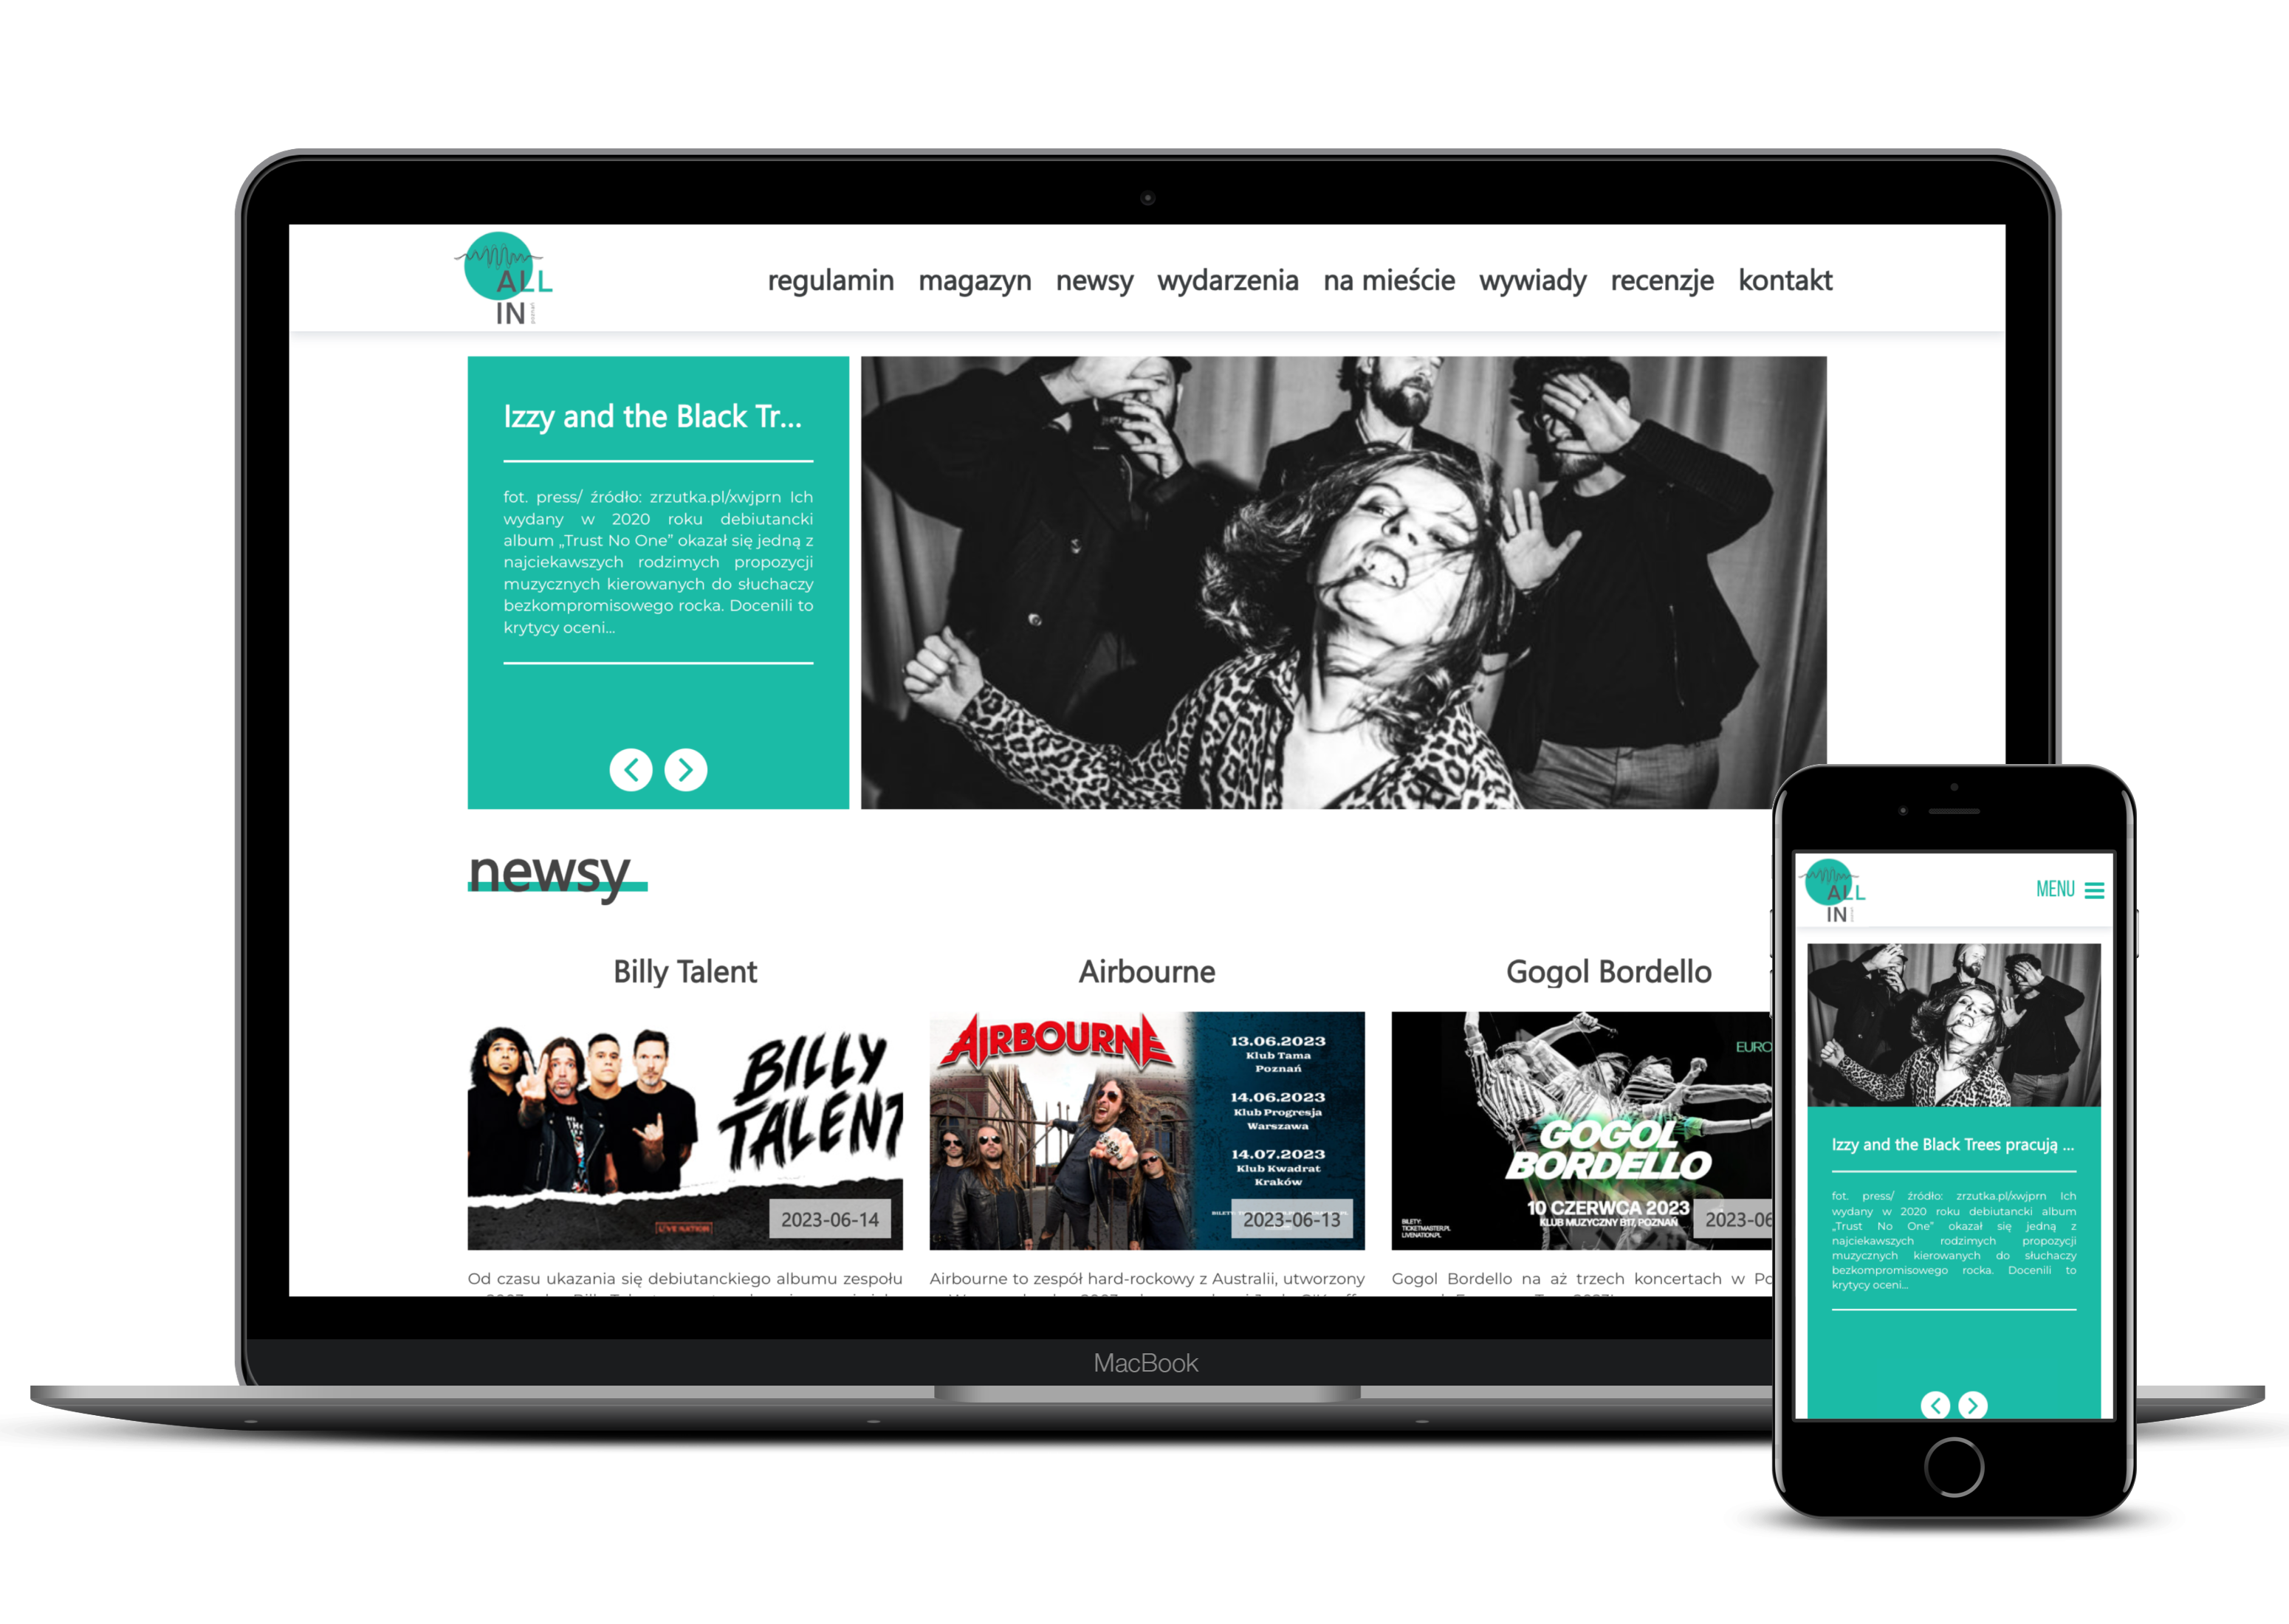 ALL
IN
regulamin magazyn newsy wydarzenia na mieście wywiady recenzje kontakt
Izzy and the Black Tr...
fot. press/ źródło: zrzutka.pl/xwjprn Ich
wydany w 2020 roku debiutancki
album „Trust No One” okazał się jedną z
najciekawszych rodzimych propozycji
muzycznych kierowanych do słuchaczy
bezkompromisowego rocka. Docenili to
krytycy oceni...
newsy
Billy Talent
BILLY
TALENT
LIVE NATION
2023-06-14
Od czasu ukazania się debiutanckiego albumu zespołu
Airbourne
AIRBOURNE
13.06.2023
Klub Tama
Poznań
14.06.2023
Klub Progresja
Warszawa
14.07.2023
Klub Kwadrat
Kraków
2023-06-13
Airbourne to zespół hard-rockowy z Australii, utworzony
Gogol Bordello
EURO
GOGOL
BORDELLO
10 CZERWCA 2023
KLUB MUZYCZNY B17, POZNAŃ
BILETY:
TICKETMASTER.PL
LIVENATION.PL
2023-06
Gogol Bordello na aż trzech koncertach w Po
MacBook
ALL
IN
MENU
Izzy and the Black Trees pracują ...
fot. press/ źródło: zrzutka.pl/xwjprn Ich
wydany w 2020 roku debiutancki album
„Trust No One” okazał się jedną z
najciekawszych rodzimych propozycji
muzycznych kierowanych do słuchaczy
bezkompromisowego rocka. Docenili to
krytycy oceni...